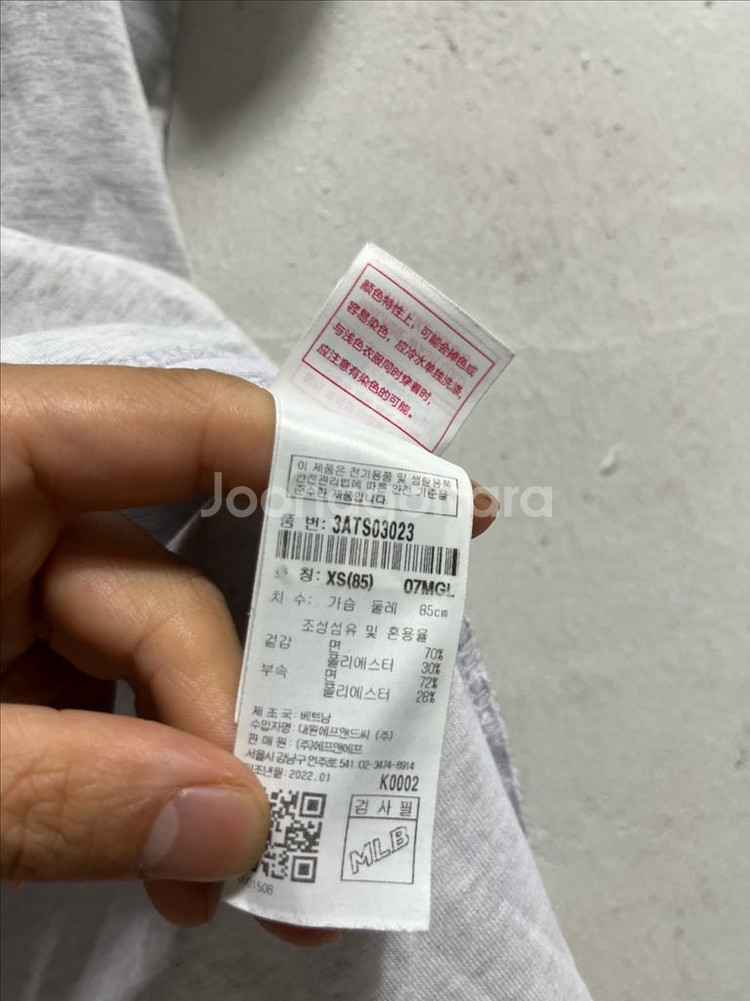 颜色特性上，可能会掉色或
容易染色，应冷水单独洗涤。
与浅色衣服同时穿着时，
应注意有染色的可能。
이 제품은 전기용품 및 생활용품
안전관리법에 따른 안전 기준을
준수한 제품입니다.
Joongonara
품 번: 3ATS03023
호 칭: XS(85) 07MGL
치 수: 가슴 둘레 85cm
조성섬유 및 혼용율
겉감 면 70%
폴리에스터 30%
부속 면 72%
폴리에스터 28%
제 조 국: 베트남
수입자명: 대원에프앤드씨 (주)
판 매 원: (주)에프앤에프
서울시 강남구 언주로 541 02-3474-8914
제조년월: 2022.01
K0002
검 사 필
MLB